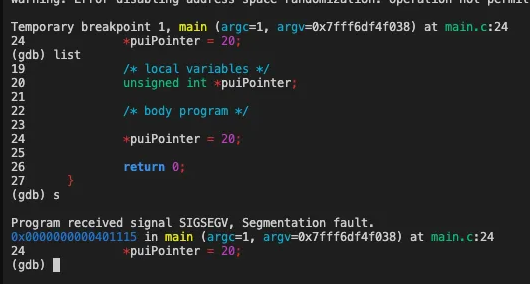 warning: Error disabling address space randomization: Operation not permi
Temporary breakpoint 1, main (argc=1, argv=0x7fff6df4f038) at main.c:24
24 *puiPointer = 20;
(gdb) list
19 /* local variables */
20 unsigned int *puiPointer;
21
22 /* body program */
23
24 *puiPointer = 20;
25
26 return 0;
27 }
(gdb) s
Program received signal SIGSEGV, Segmentation fault.
0x0000000000401115 in main (argc=1, argv=0x7fff6df4f038) at main.c:24
24 *puiPointer = 20;
(gdb)